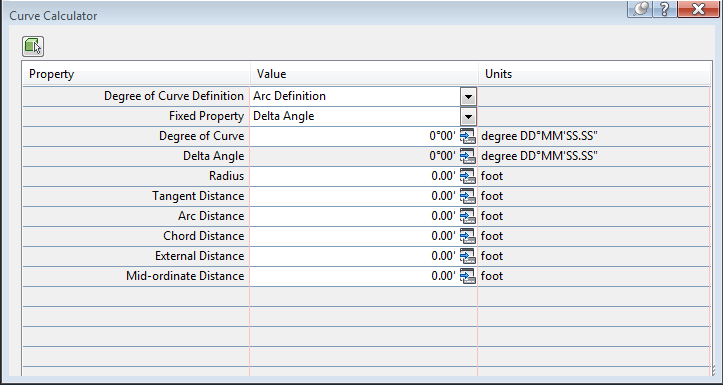 Curve Calculator
Property Value Units
Degree of Curve Definition Arc Definition
Fixed Property Delta Angle
Degree of Curve 0°00' degree DD°MM'SS.SS"
Delta Angle 0°00' degree DD°MM'SS.SS"
Radius 0.00' foot
Tangent Distance 0.00' foot
Arc Distance 0.00' foot
Chord Distance 0.00' foot
External Distance 0.00' foot
Mid-ordinate Distance 0.00' foot